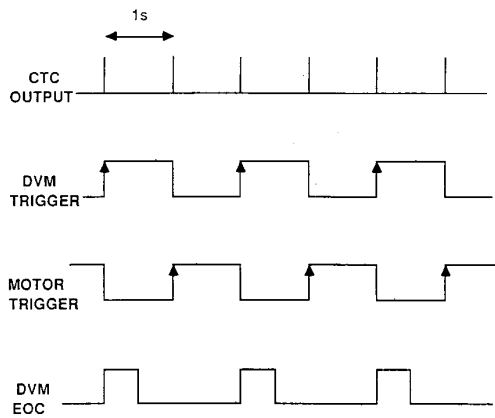 1s
CTC
OUTPUT
DVM
TRIGGER
MOTOR
TRIGGER
DVM
EOC